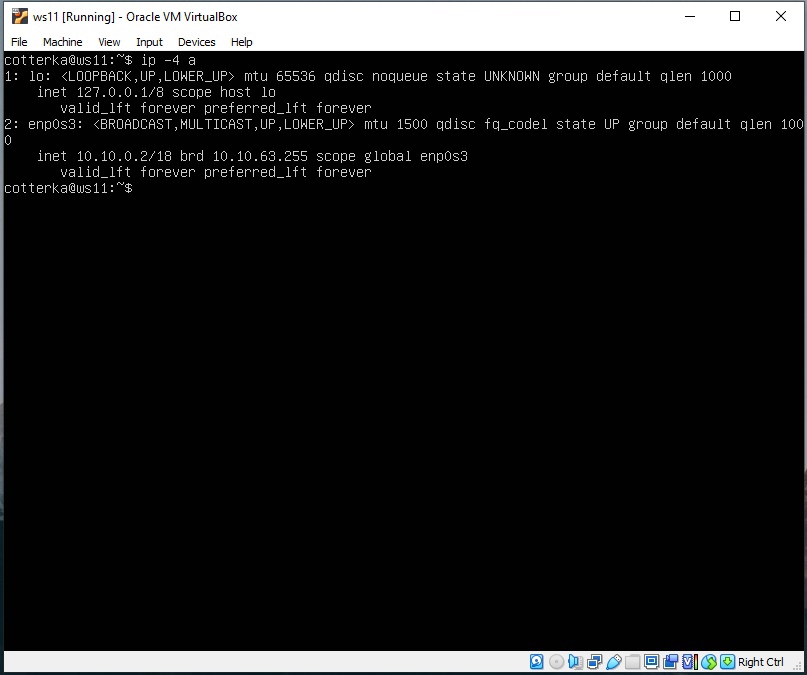 ws11 [Running] - Oracle VM VirtualBox
File Machine View Input Devices Help
cotterka@ws11:~$ ip -4 a
1: lo: <LOOPBACK,UP,LOWER_UP> mtu 65536 qdisc noqueue state UNKNOWN group default qlen 1000
    inet 127.0.0.1/8 scope host lo
       valid_lft forever preferred_lft forever
2: enp0s3: <BROADCAST,MULTICAST,UP,LOWER_UP> mtu 1500 qdisc fq_codel state UP group default qlen 100
0
    inet 10.10.0.2/18 brd 10.10.63.255 scope global enp0s3
       valid_lft forever preferred_lft forever
cotterka@ws11:~$
Right Ctrl